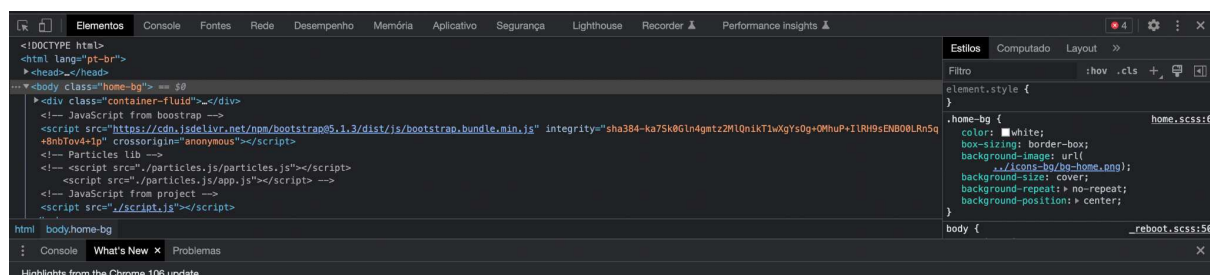 Elementos Console Fontes Rede Desempenho Memória Aplicativo Segurança Lighthouse Recorder Performance insights 4
<!DOCTYPE html>
<html lang="pt-br">
<head>…</head>
<body class="home-bg"> == $0
<div class="container-fluid">…</div>
<!-- JavaScript from boostrap -->
<script src="https://cdn.jsdelivr.net/npm/bootstrap@5.1.3/dist/js/bootstrap.bundle.min.js" integrity="sha384-ka7Sk0Gln4gmtz2MlQnikT1wXgYsOg+OMhuP+IlRH9sENBO0LRn5q
+8nbTov4+1p" crossorigin="anonymous"></script>
<!-- Particles lib -->
<!-- <script src="./particles.js/particles.js"></script>
<script src="./particles.js/app.js"></script> -->
<!-- JavaScript from project -->
<script src="./script.js"></script>
html body.home-bg
Estilos Computado Layout »
Filtro :hov .cls +
element.style {
}
.home-bg { home.scss:6
color: white;
box-sizing: border-box;
background-image: url(
../icons-bg/bg-home.png);
background-size: cover;
background-repeat: no-repeat;
background-position: center;
}
body { _reboot.scss:50
Console What's New × Problemas
Highlights from the Chrome 106 update